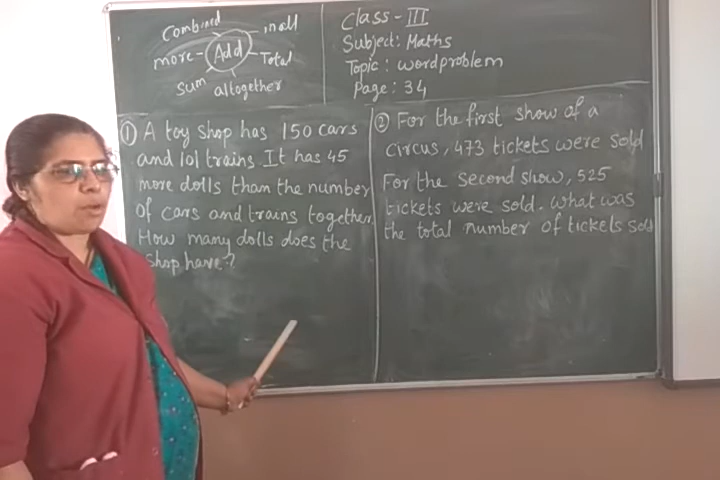 Combined
in all
more
Add
Total
Sum
altogether
Class - III
Subject: Maths
Topic: wordproblem
Page: 34
① A toy shop has 150 cars
and 101 trains It has 45
more dolls than the number
of cars and trains together.
How many dolls does the
shop have?
② For the first show of a
circus, 473 tickets were sold
For the second show, 525
tickets were sold. what was
the total number of tickets sold